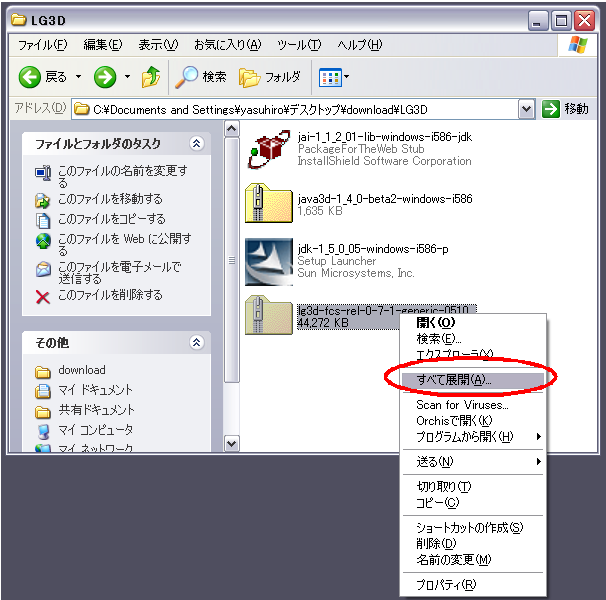 LG3D
ファイル(F) 編集(E) 表示(V) お気に入り(A) ツール(T) ヘルプ(H)
戻る 検索 フォルダ
アドレス(D) C:¥Documents and Settings¥yasuhiro¥デスクトップ¥download¥LG3D 移動
ファイルとフォルダのタスク
このファイルの名前を変更す
る
このファイルを移動する
このファイルをコピーする
このファイルを Web に公開す
る
このファイルを電子メールで
送信する
このファイルを削除する
その他
download
マイ ドキュメント
共有ドキュメント
マイ コンピュータ
マイ ネットワーク
jai-1_1_2_01-lib-windows-i586-jdk
PackageForTheWeb Stub
InstallShield Software Corporation
java3d-1_4_0-beta2-windows-i586
1,635 KB
jdk-1_5_0_05-windows-i586-p
Setup Launcher
Sun Microsystems, Inc.
lg3d-fcs-rel-0-7-1-generic-0510
44,272 KB
開く(O)
検索(E)...
エクスプローラ(X)
すべて展開(A)...
Scan for Viruses...
Orchisで開く(K)
プログラムから開く(H)
送る(N)
切り取り(T)
コピー(C)
ショートカットの作成(S)
削除(D)
名前の変更(M)
プロパティ(R)